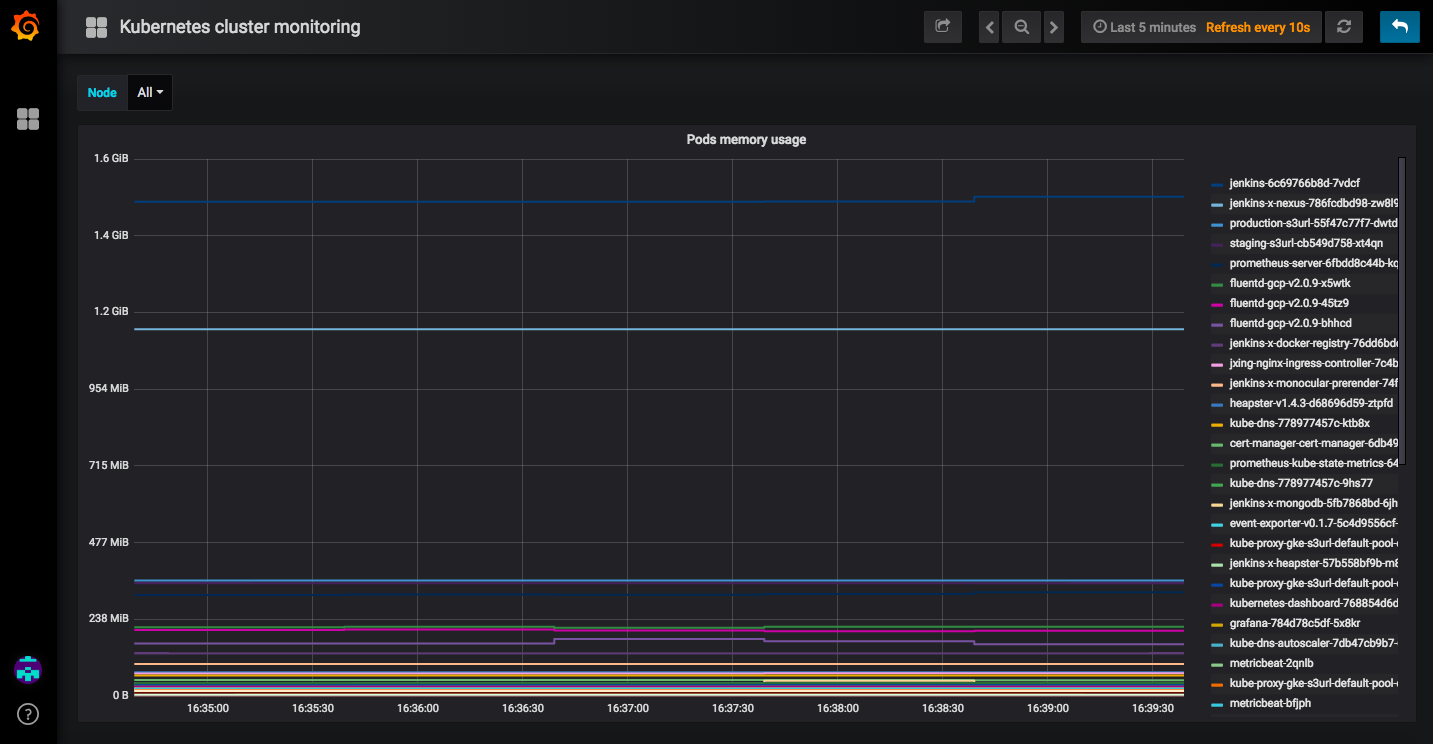 Kubernetes cluster monitoring
Last 5 minutes Refresh every 10s
Node All
Pods memory usage
1.6 GiB
1.4 GiB
1.2 GiB
954 MiB
715 MiB
477 MiB
238 MiB
0 B
16:35:00 16:35:30 16:36:00 16:36:30 16:37:00 16:37:30 16:38:00 16:38:30 16:39:00 16:39:30
jenkins-6c69766b8d-7vdcf
jenkins-x-nexus-786fcdbd98-zw8l9
production-s3url-55f47c77f7-dwtd
staging-s3url-cb549d758-xt4qn
prometheus-server-6fbdd8c44b-kq
fluentd-gcp-v2.0.9-x5wtk
fluentd-gcp-v2.0.9-45tz9
fluentd-gcp-v2.0.9-bhhcd
jenkins-x-docker-registry-76dd6bd
jxing-nginx-ingress-controller-7c4b
jenkins-x-monocular-prerender-74f
heapster-v1.4.3-d68696d59-ztpfd
kube-dns-778977457c-ktb8x
cert-manager-cert-manager-6db49
prometheus-kube-state-metrics-64
kube-dns-778977457c-9hs77
jenkins-x-mongodb-5fb7868bd-6jh
event-exporter-v0.1.7-5c4d9556cf-
kube-proxy-gke-s3url-default-pool-
jenkins-x-heapster-57b558bf9b-m8
kube-proxy-gke-s3url-default-pool-
kubernetes-dashboard-768854d6d
grafana-784d78c5df-5x8kr
kube-dns-autoscaler-7db47cb9b7-
metricbeat-2qnlb
kube-proxy-gke-s3url-default-pool-
metricbeat-bfjph